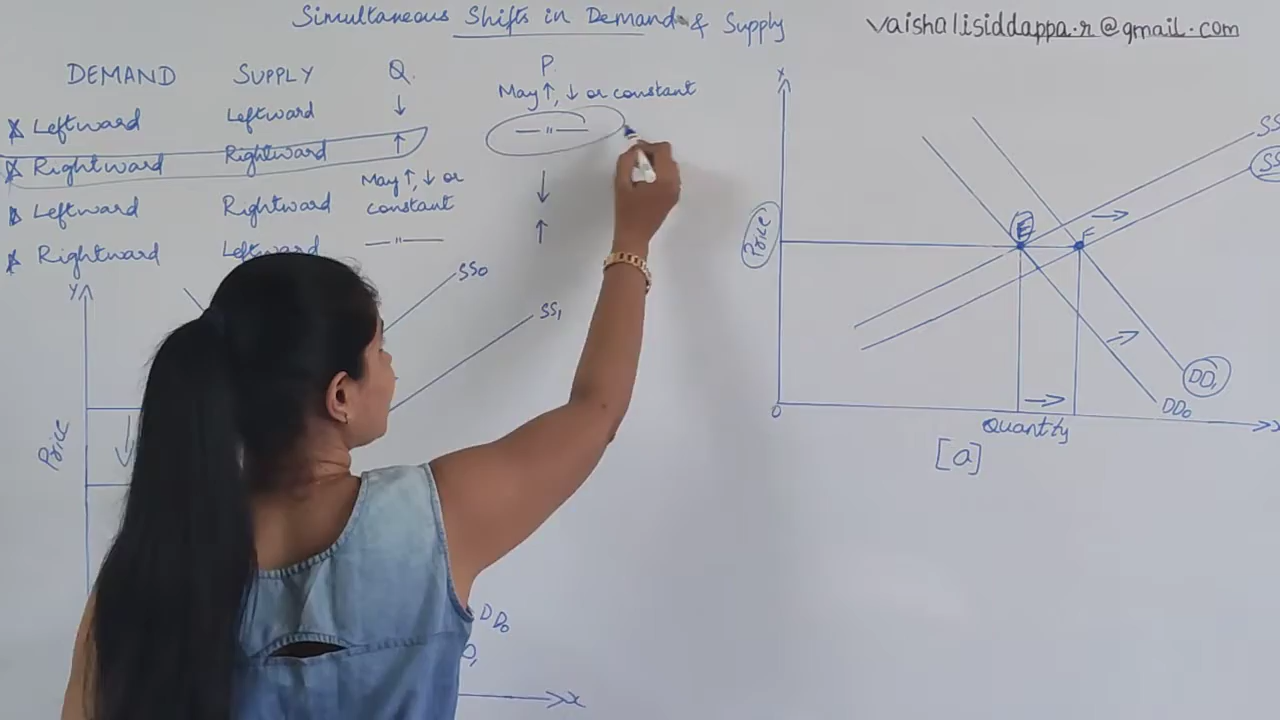 Simultaneous Shifts in Demand & Supply
vaishalisiddappa.r@gmail.com
DEMAND SUPPLY Q. P.
May ↑, ↓ or constant
Leftward Leftward ↓
Rightward Rightward ↑ —"—
Leftward Rightward May ↑, ↓ or constant ↓
Rightward Leftward —"— ↑
Y
Price
SS0
SS1
DD0
X
Y
Price
SS
SS
E
F
DD1
DD0
O
Quantity
X
[a]